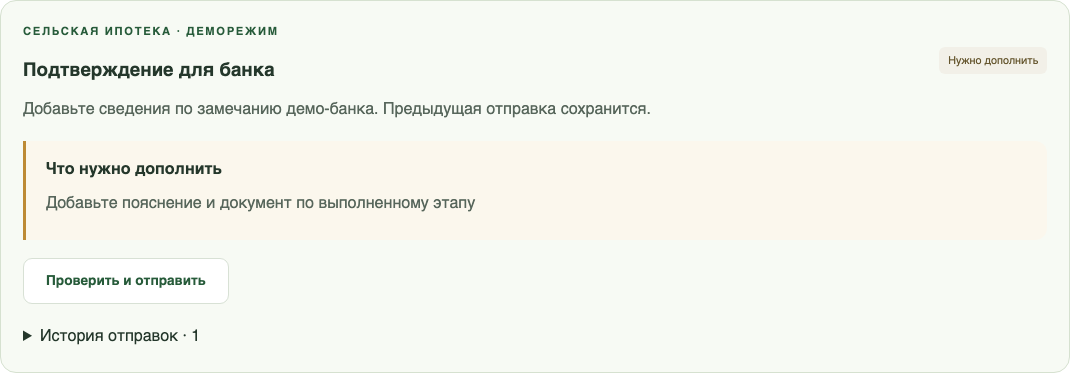 СЕЛЬСКАЯ ИПОТЕКА · ДЕМОРЕЖИМ
Подтверждение для банка
Нужно дополнить
Добавьте сведения по замечанию демо-банка. Предыдущая отправка сохранится.
Что нужно дополнить
Добавьте пояснение и документ по выполненному этапу
Проверить и отправить
История отправок · 1